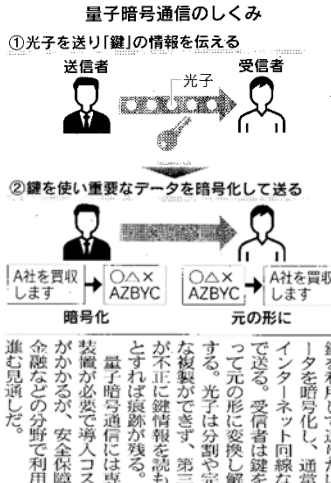 量子暗号通信のしくみ
①光子を送り「鍵」の情報を伝える
送信者
受信者
光子
②鍵を使い重要なデータを暗号化して送る
A社を買収
します
○△×
AZBYC
○△×
AZBYC
A社を買収
します
暗号化
元の形に
ータを暗号化し、通常
インターネット回線な
で送る。受信者は鍵を
って元の形に変換し解
する。光子は分割や完
な複製ができず、第三
が不正に鍵情報を読も
とすれば痕跡が残る。
量子暗号通信には専
装置が必要で導入コス
がかかるが、安全保障
金融などの分野で利用
進む見通しだ。